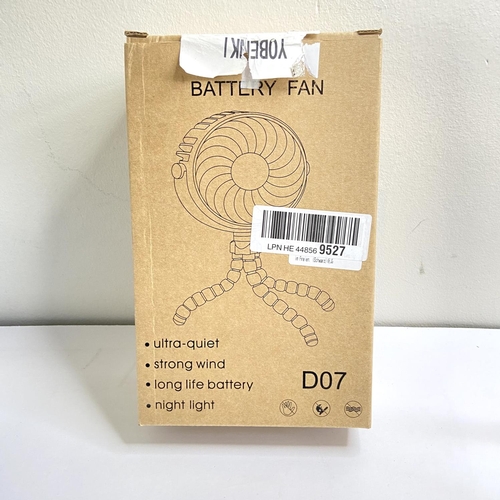 YOBENKI
BATTERY FAN
LPN HE 44856 9527
• ultra-quiet
• strong wind
• long life battery
• night light
D07